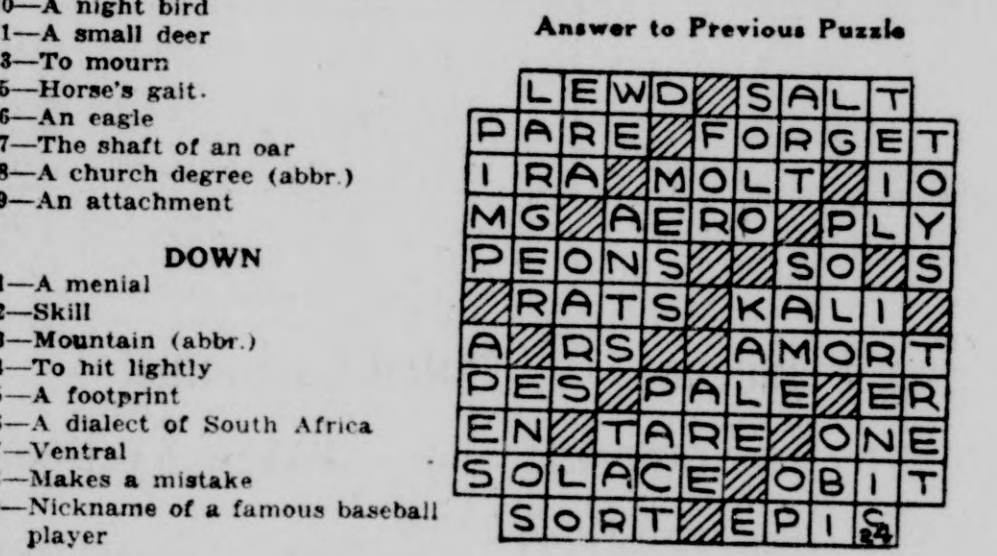 0—A night bird
1—A small deer
3—To mourn
5—Horse's gait.
6—An eagle
7—The shaft of an oar
8—A church degree (abbr.)
9—An attachment
DOWN
1—A menial
2—Skill
3—Mountain (abbr.)
4—To hit lightly
5—A footprint
6—A dialect of South Africa
—Ventral
—Makes a mistake
—Nickname of a famous baseball
player
Answer to Previous Puzzle
LEWD SALT
PARE FORGET
IRA MOLT IO
MG AERO PLY
PEONS SO S
RATS KALI
A RS AMORT
PES PALE ER
EN TARE ONE
SOLACE OBIT
SORT EPIS
24